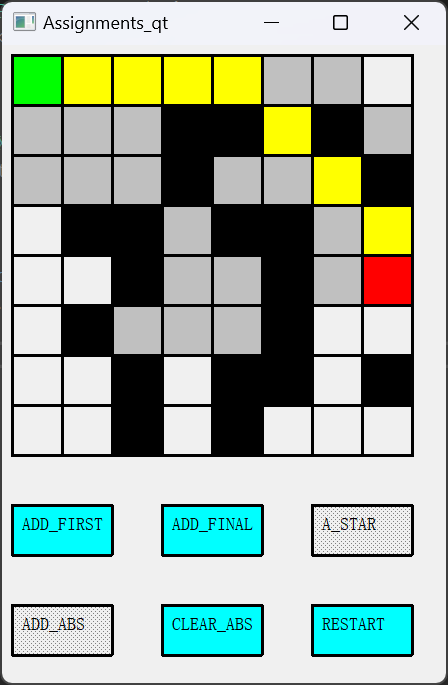 Assignments_qt
ADD_FIRST
ADD_FINAL
A_STAR
ADD_ABS
CLEAR_ABS
RESTART